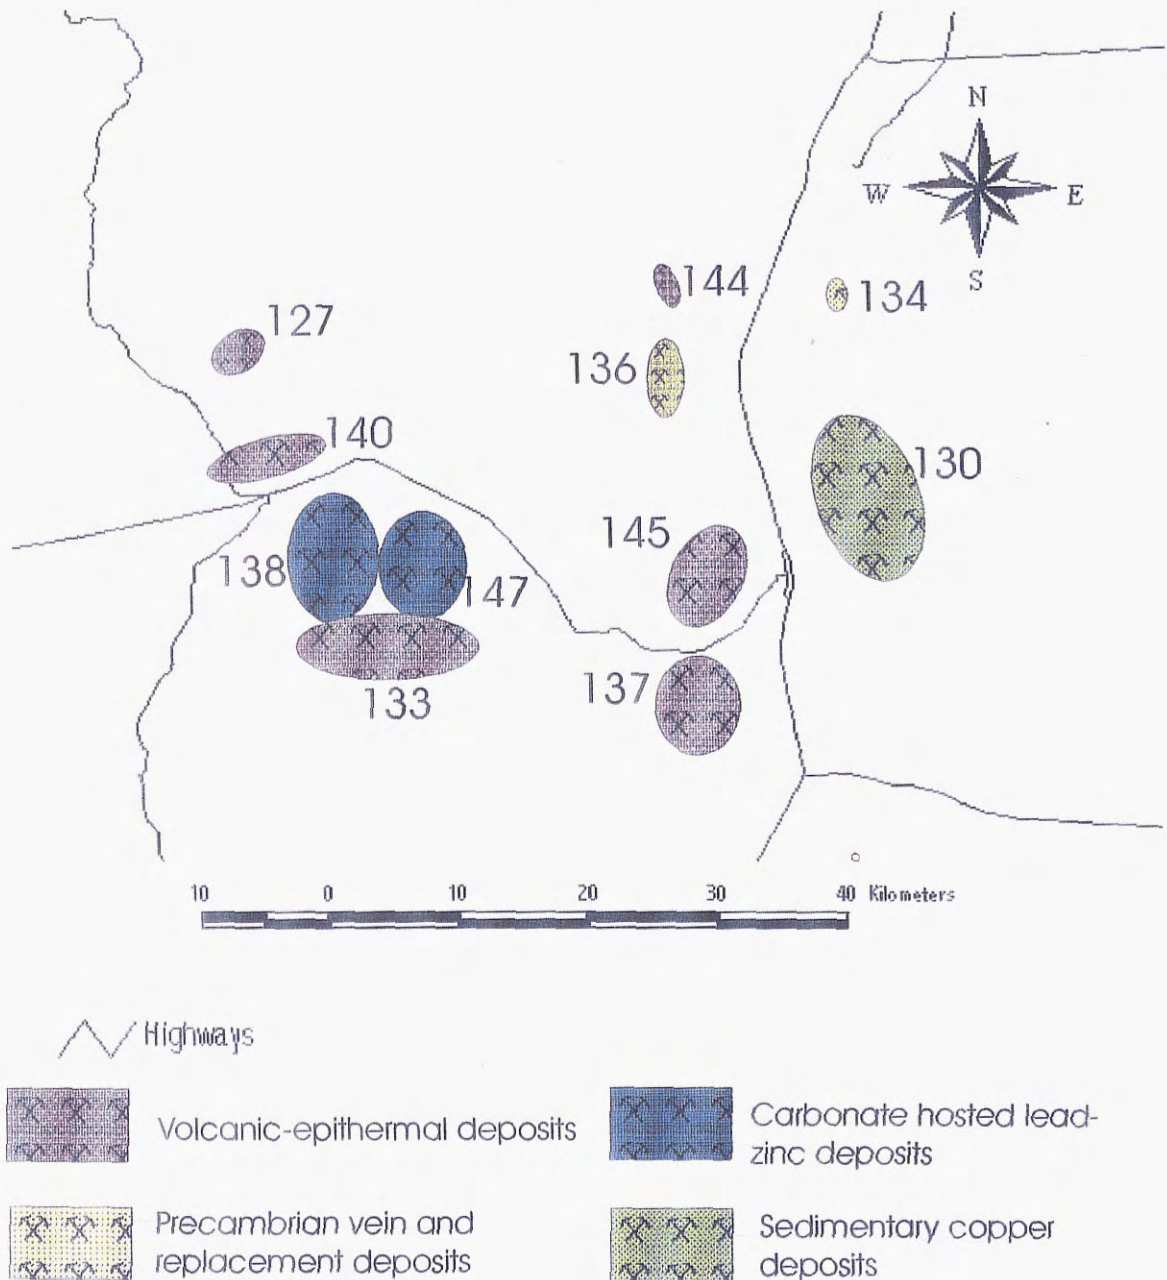 N
W E
S
144
134
127
136
140
130
145
138
147
137
133
10 0 10 20 30 40 Kilometers
Highways
Volcanic-epithermal deposits
Carbonate hosted lead-
zinc deposits
Precambrian vein and
replacement deposits
Sedimentary copper
deposits